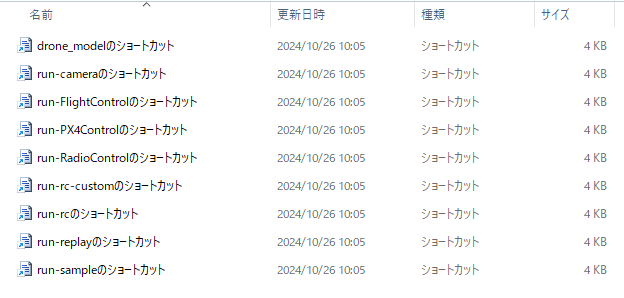 名前 更新日時 種類 サイズ
drone_modelのショートカット 2024/10/26 10:05 ショートカット 4 KB
run-cameraのショートカット 2024/10/26 10:05 ショートカット 4 KB
run-FlightControlのショートカット 2024/10/26 10:05 ショートカット 4 KB
run-PX4Controlのショートカット 2024/10/26 10:05 ショートカット 4 KB
run-RadioControlのショートカット 2024/10/26 10:05 ショートカット 4 KB
run-rc-customのショートカット 2024/10/26 10:05 ショートカット 4 KB
run-rcのショートカット 2024/10/26 10:05 ショートカット 4 KB
run-replayのショートカット 2024/10/26 10:05 ショートカット 4 KB
run-sampleのショートカット 2024/10/26 10:05 ショートカット 4 KB